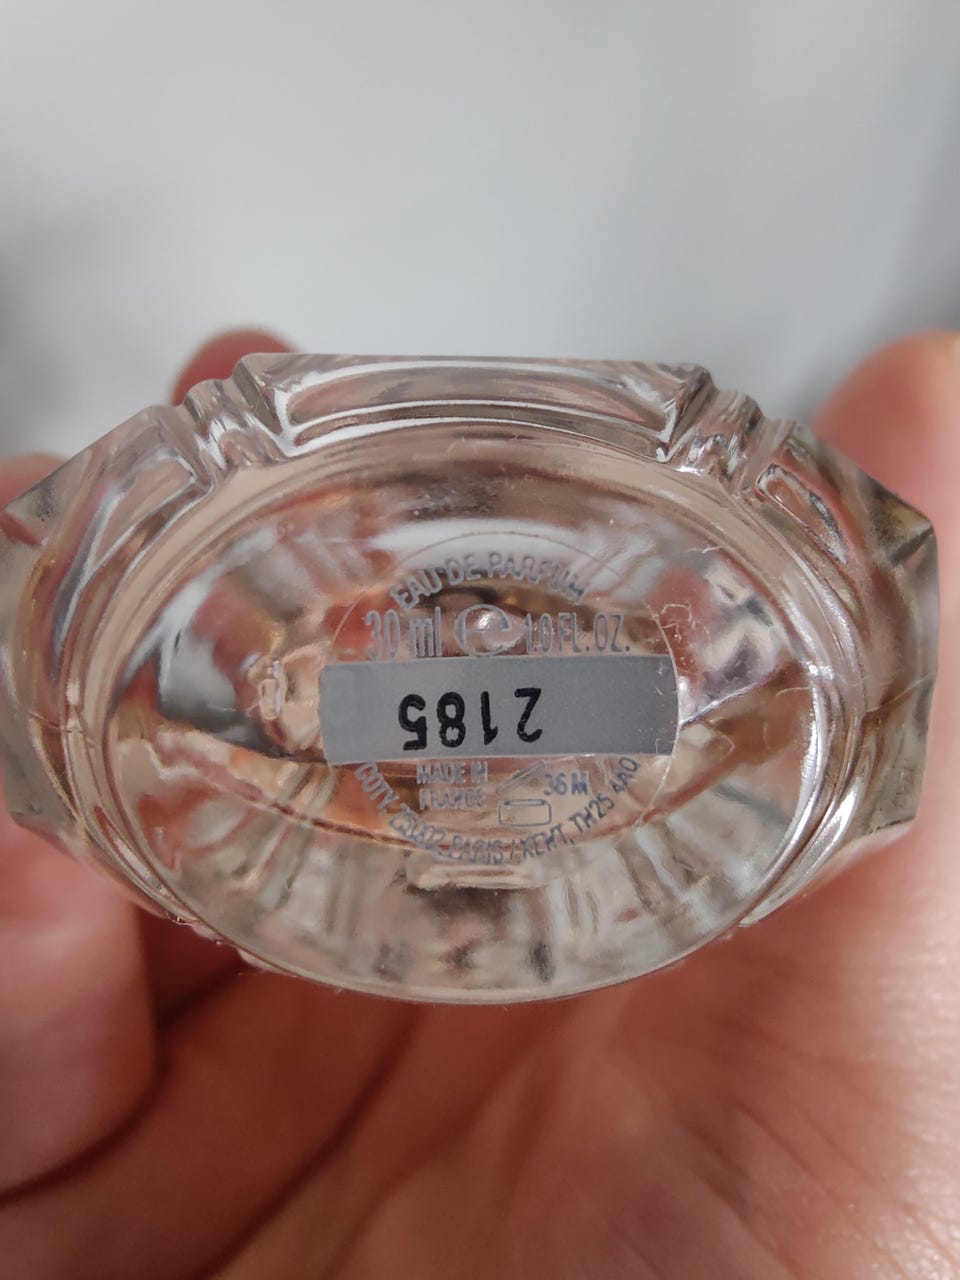 EAU DE PARFUM
30 ml e 1.0 FL. OZ.
2185
MADE IN
FRANCE
36 M
COTY, 75002 PARIS / KENT, TN25 4AQ